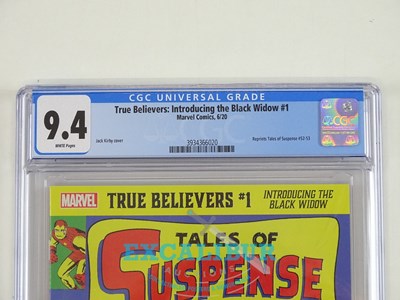 CGC UNIVERSAL GRADE
9.4
WHITE Pages
True Believers: Introducing the Black Widow #1
Marvel Comics, 6/20
Jack Kirby cover
Reprints Tales of Suspense #52-53
3934366020
CGC
MARVEL
TRUE BELIEVERS #1
INTRODUCING THE
BLACK WIDOW
TALES OF
SUSPENSE
EXCALIBUR